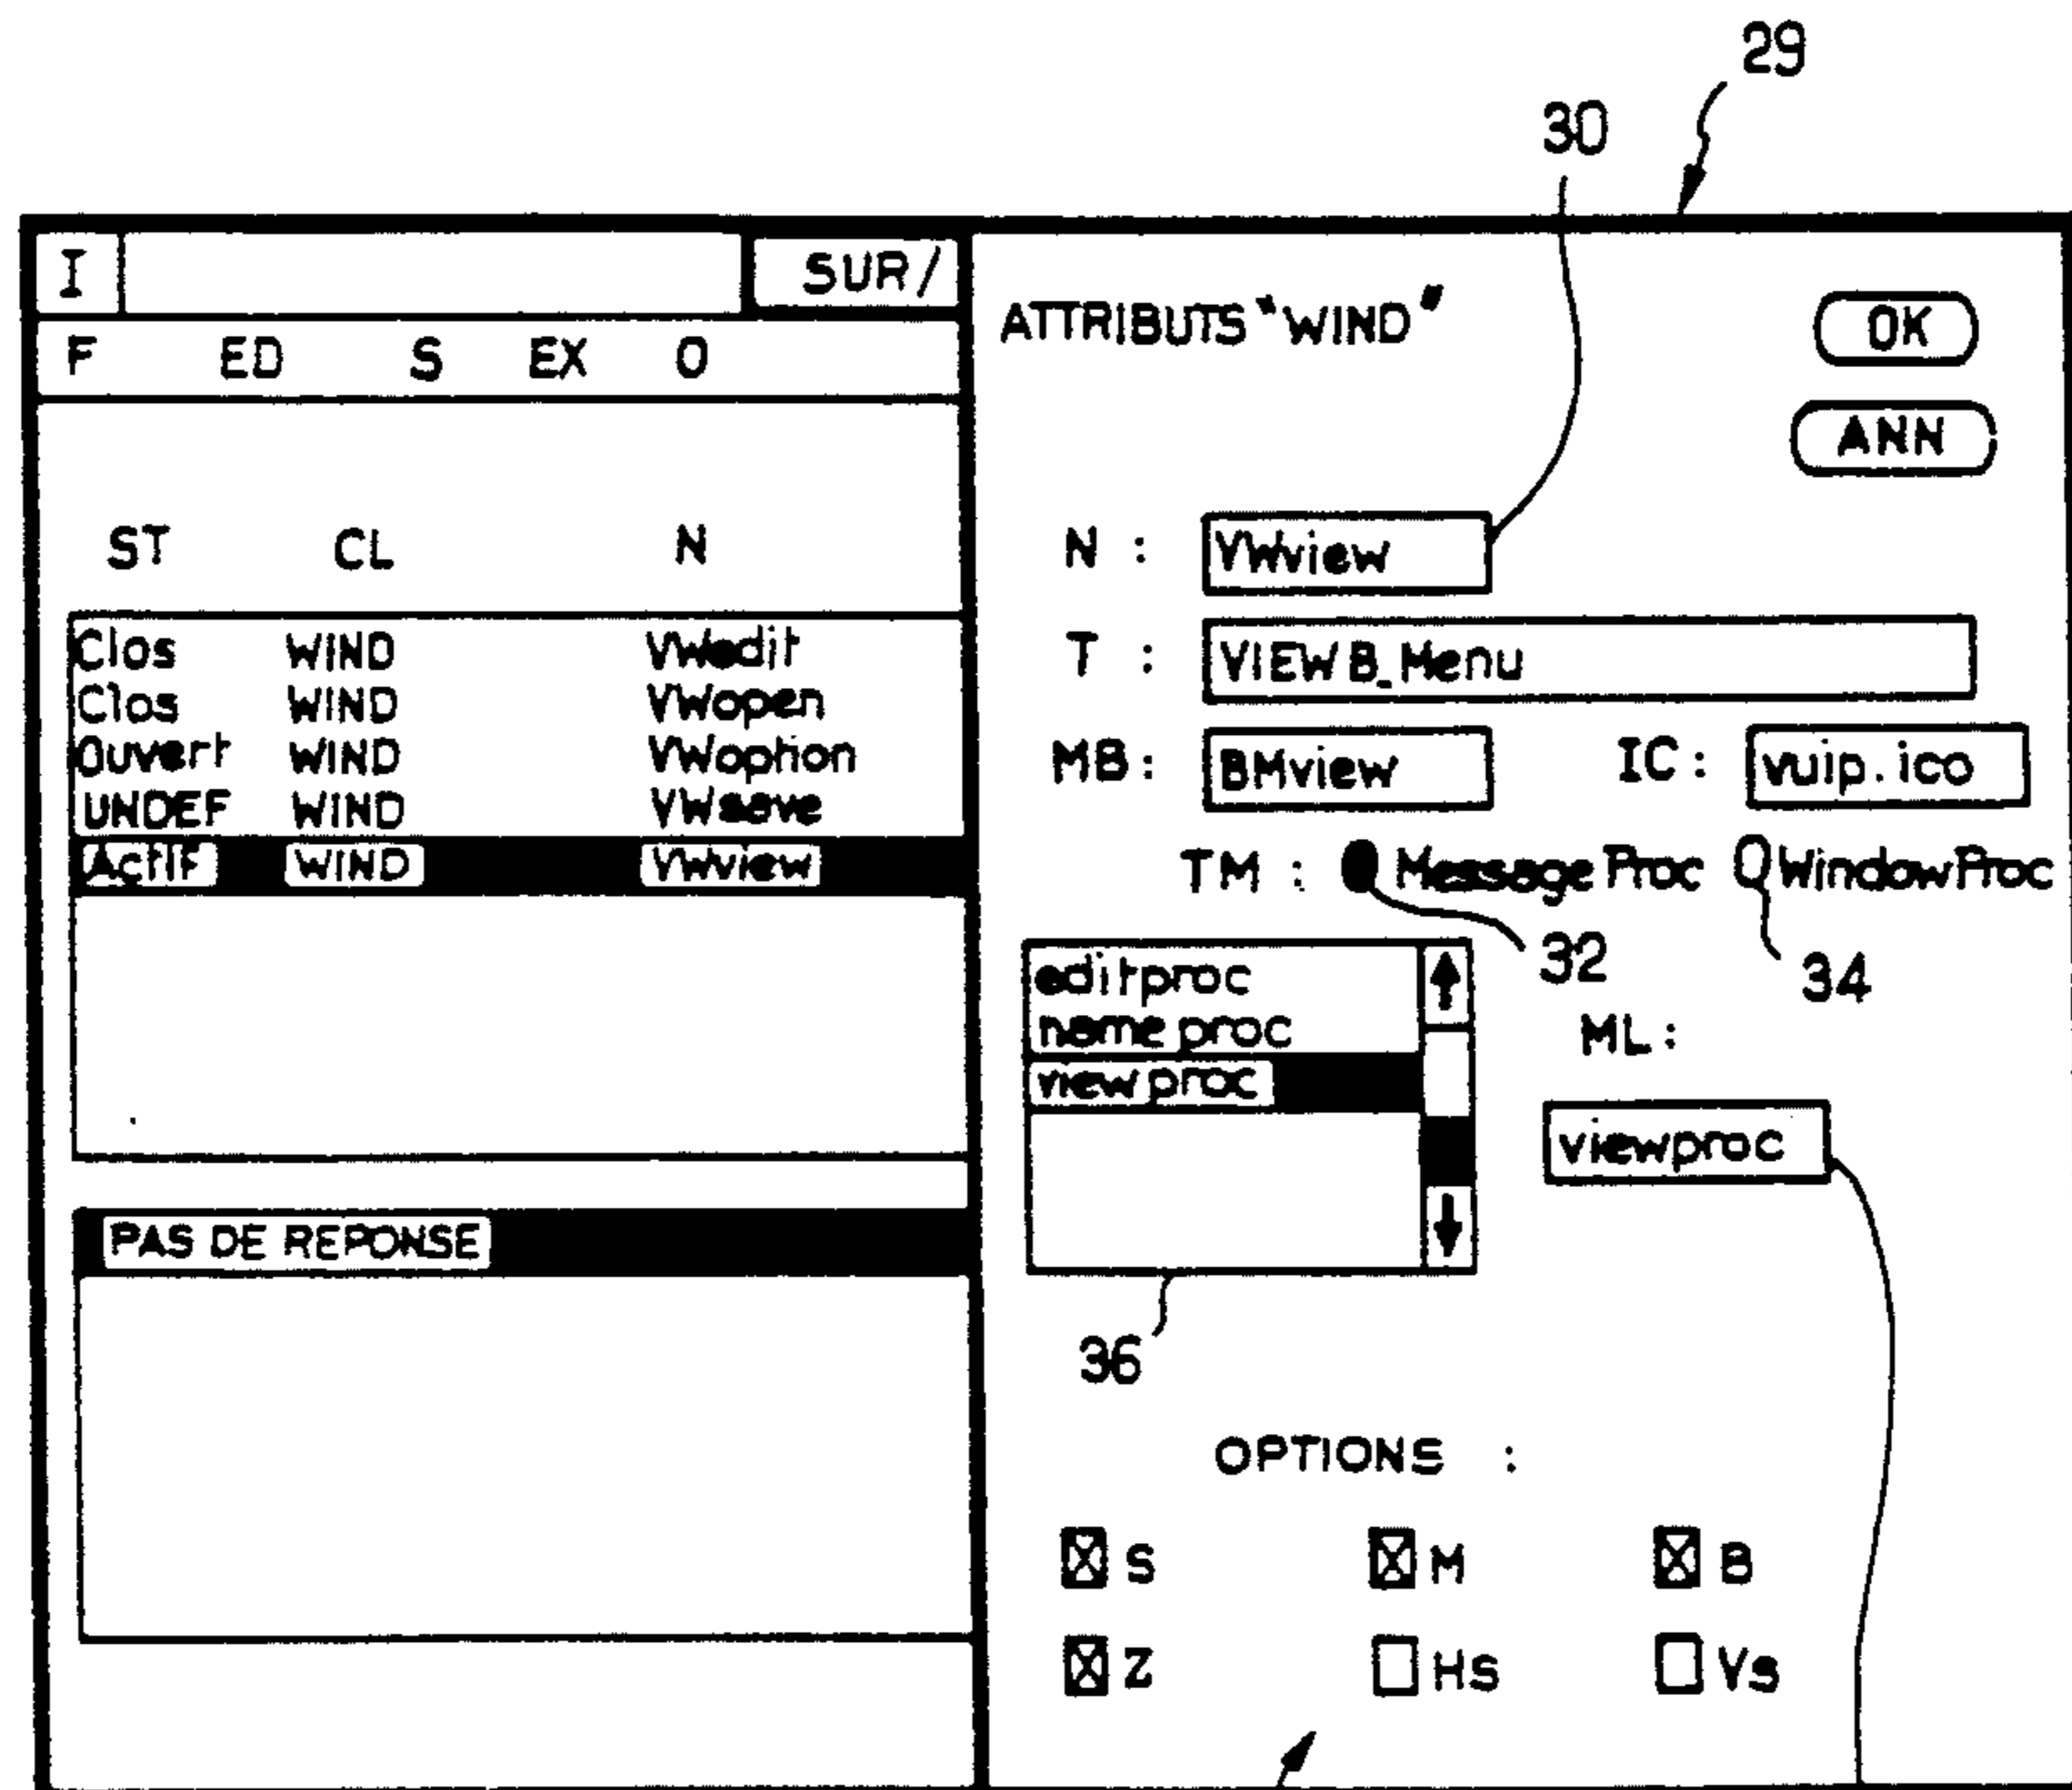 29
30
I SUR/
F ED S EX O
ST CL N
Clos WIND VWedit
Clos WIND VWopen
Ouvert WIND VWoption
UNDEF WIND VWsave
Actif WIND VWview
PAS DE REPONSE
ATTRIBUTS "WIND"
OK
ANN
N : VWview
T : VIEWB_Menu
MB : BMview IC : vuip.ico
TM : Message Proc WindowProc
32
34
editproc
name proc
view proc
ML :
viewproc
36
OPTIONS :
S M B
Z Hs Vs